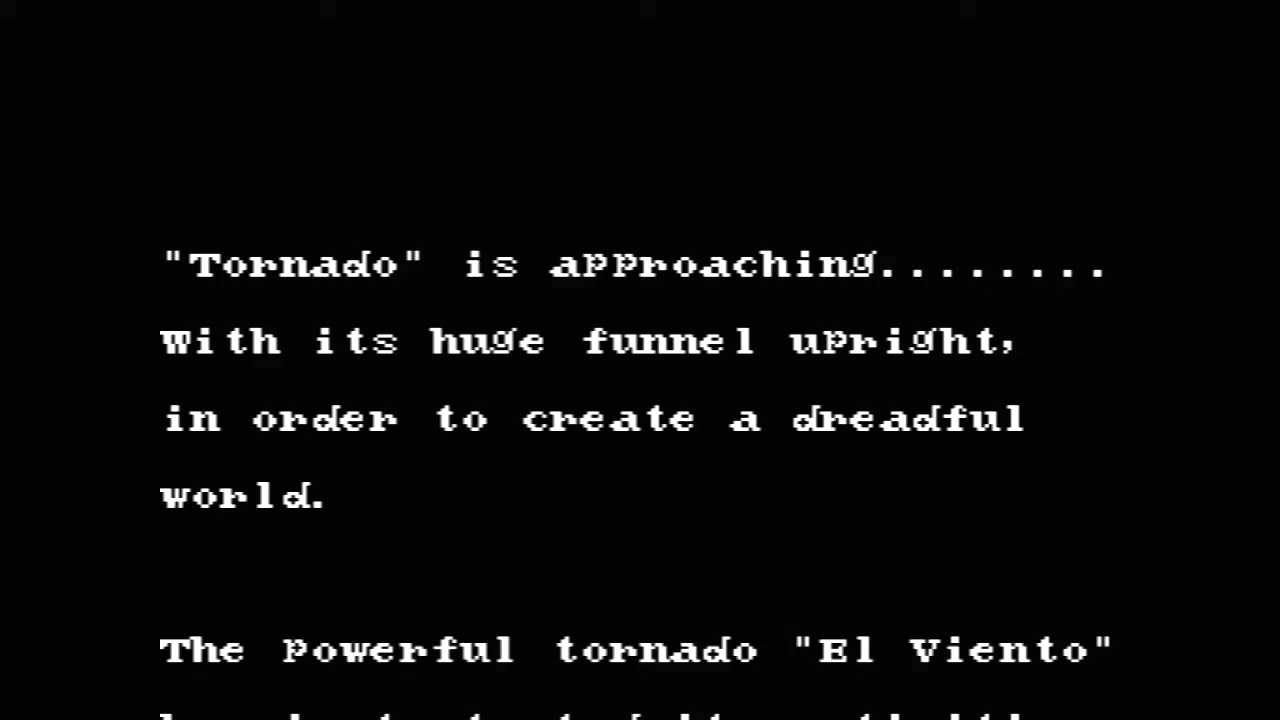 "Tornado" is approaching........
With its huge funnel upright,
in order to create a dreadful
world.
The powerful tornado "El Viento"